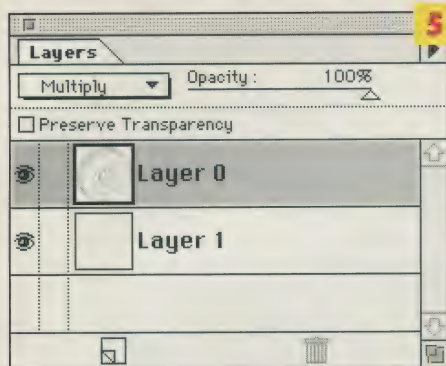 5
Layers
Multiply Opacity: 100%
Preserve Transparency
Layer 0
Layer 1